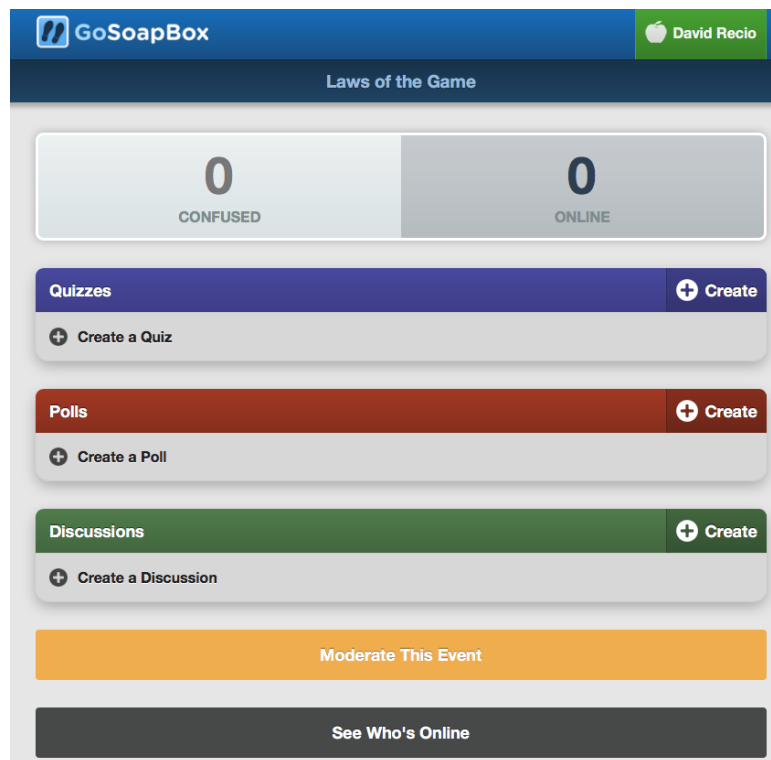 GoSoapBox
David Recio
Laws of the Game
0 0
CONFUSED ONLINE
Quizzes Create
Create a Quiz
Polls Create
Create a Poll
Discussions Create
Create a Discussion
Moderate This Event
See Who's Online